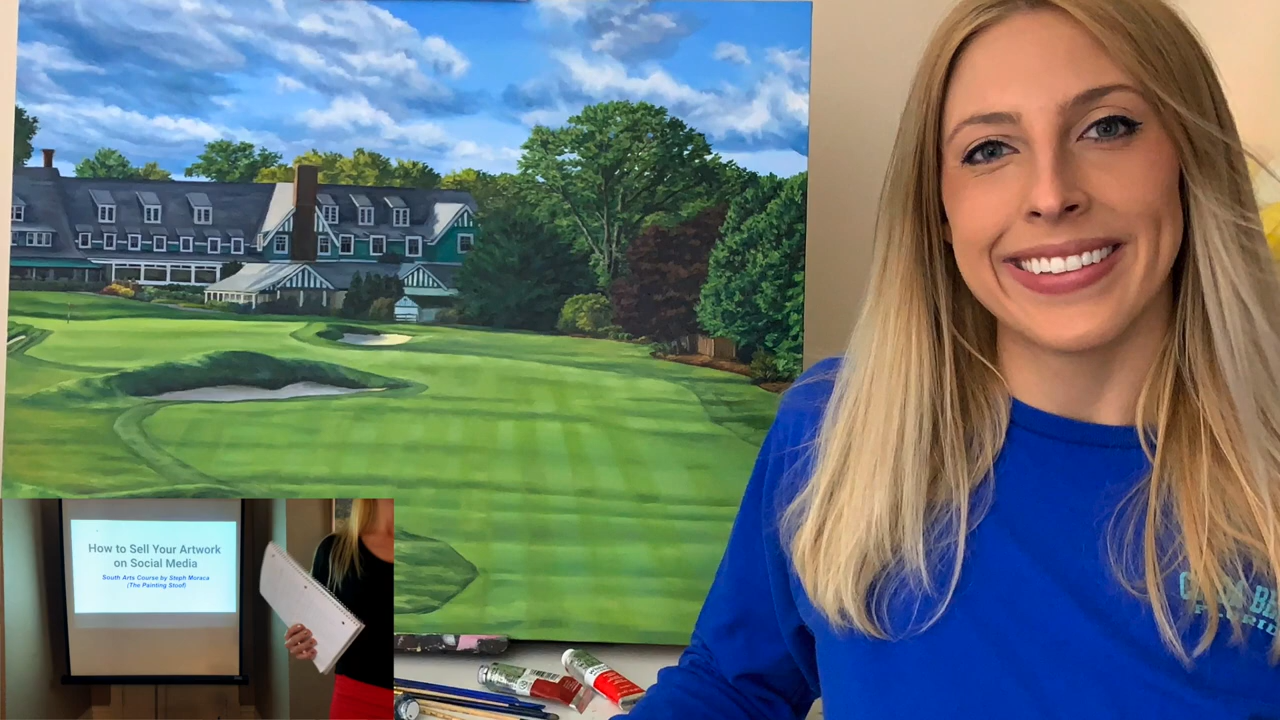 How to Sell Your Artwork
on Social Media
South Arts Course by Steph Moraca
(The Painting Stoof)